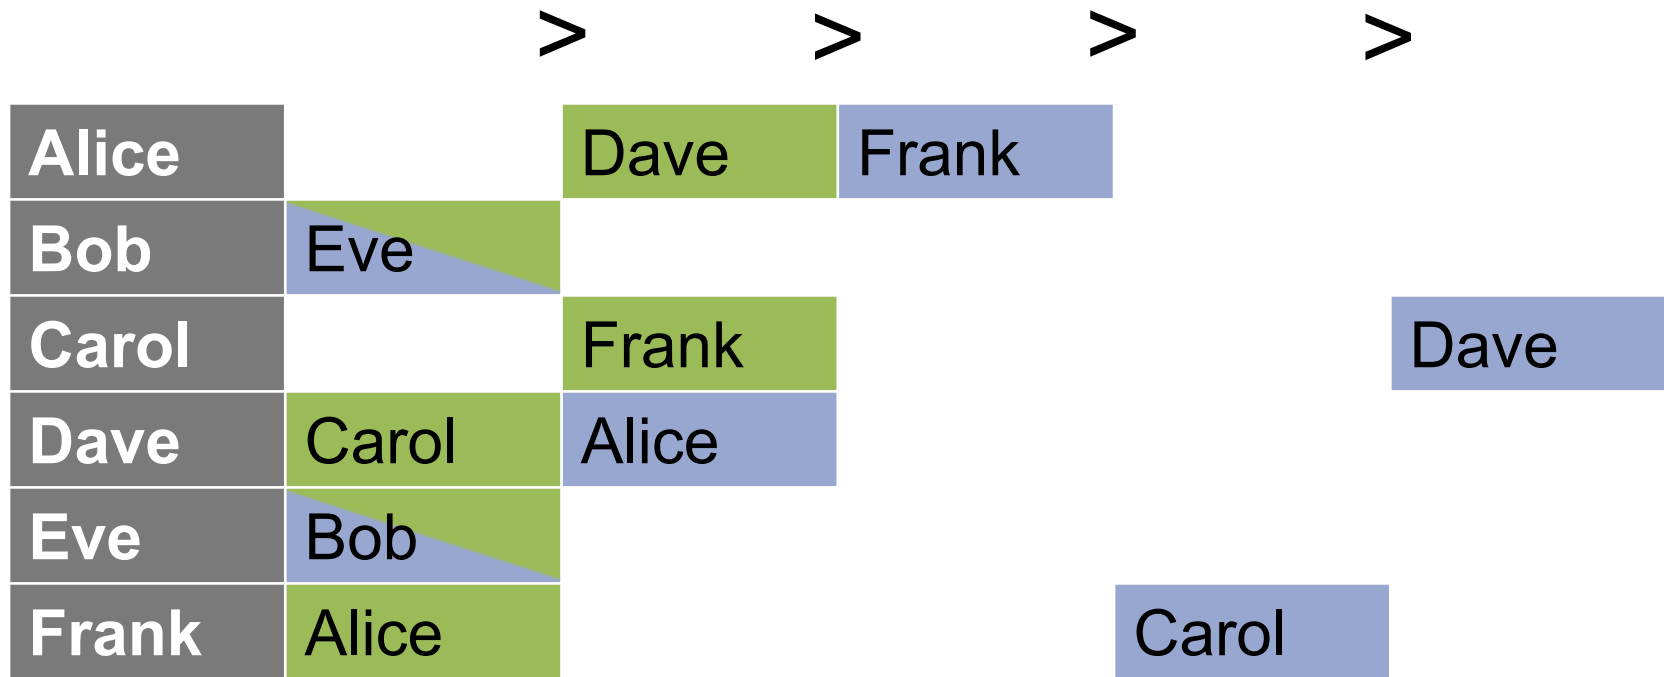 > > > >
Alice Dave Frank
Bob Eve
Carol Frank Dave
Dave Carol Alice
Eve Bob
Frank Alice Carol